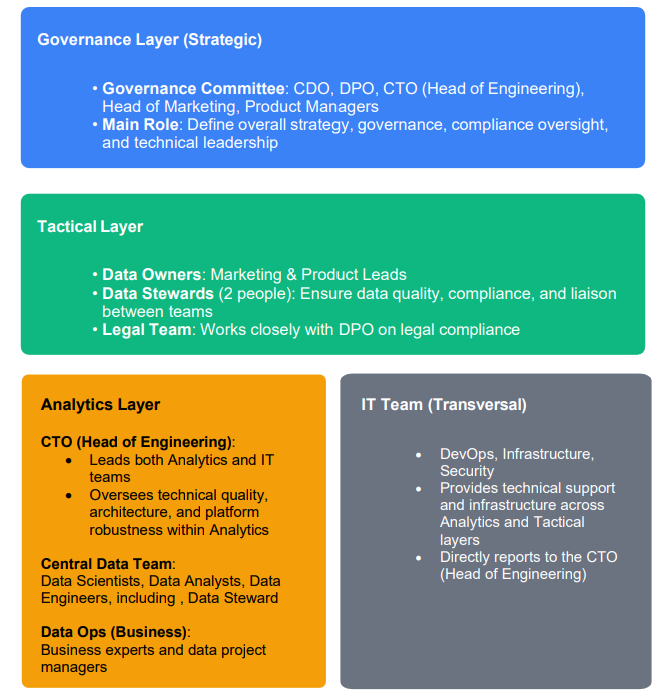 Governance Layer (Strategic)
• Governance Committee: CDO, DPO, CTO (Head of Engineering),
Head of Marketing, Product Managers
• Main Role: Define overall strategy, governance, compliance oversight,
and technical leadership
Tactical Layer
• Data Owners: Marketing & Product Leads
• Data Stewards (2 people): Ensure data quality, compliance, and liaison
between teams
• Legal Team: Works closely with DPO on legal compliance
Analytics Layer
CTO (Head of Engineering):
• Leads both Analytics and IT
teams
• Oversees technical quality,
architecture, and platform
robustness within Analytics
Central Data Team:
Data Scientists, Data Analysts, Data
Engineers, including , Data Steward
Data Ops (Business):
Business experts and data project
managers
IT Team (Transversal)
• DevOps, Infrastructure,
Security
• Provides technical support
and infrastructure across
Analytics and Tactical
layers
• Directly reports to the CTO
(Head of Engineering)